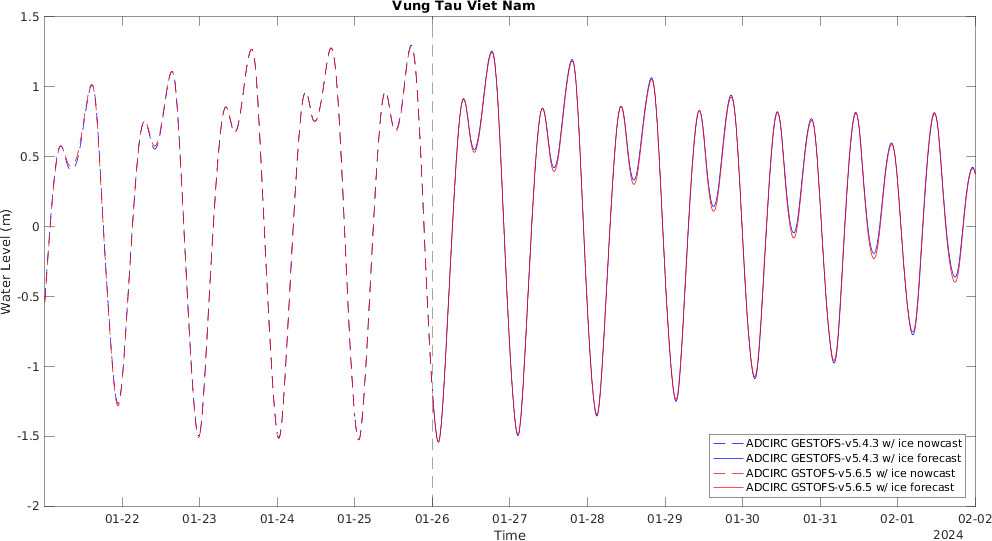 Vung Tau Viet Nam
Water Level (m)
1.5
1
0.5
0
-0.5
-1
-1.5
-2
ADCIRC GESTOFS-v5.4.3 w/ ice nowcast
ADCIRC GESTOFS-v5.4.3 w/ ice forecast
ADCIRC GSTOFS-v5.6.5 w/ ice nowcast
ADCIRC GSTOFS-v5.6.5 w/ ice forecast
01-22 01-23 01-24 01-25 01-26 01-27 01-28 01-29 01-30 01-31 02-01 02-02
Time
2024